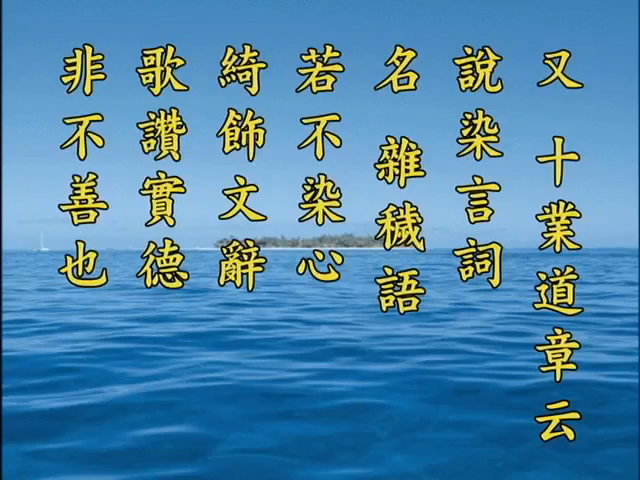 又 十業道章云
說染言詞
名 雜穢語
若不染心
綺飾文辭
歌讚實德
非不善也